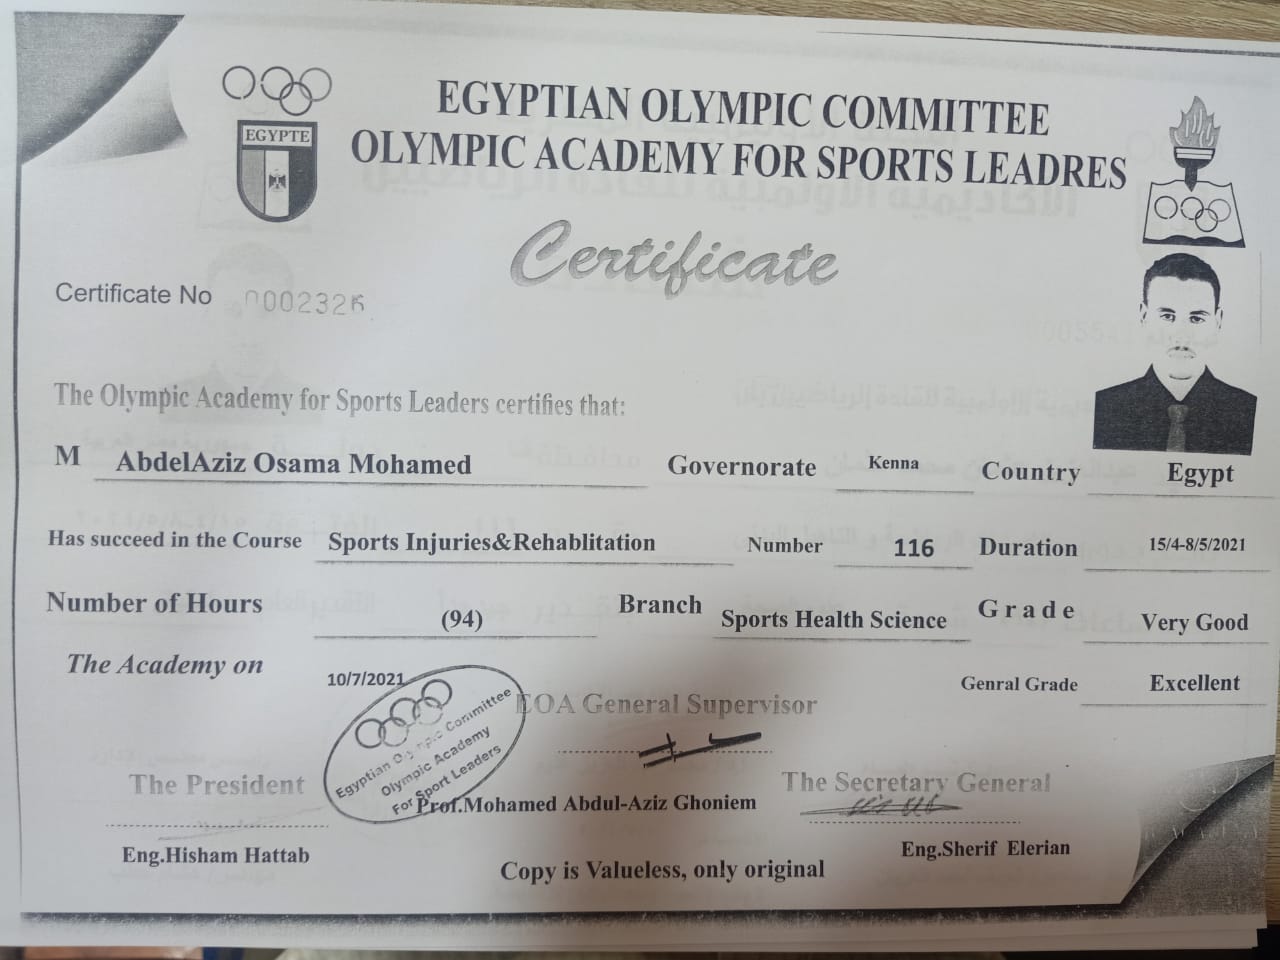 EGYPTE
EGYPTIAN OLYMPIC COMMITTEE
OLYMPIC ACADEMY FOR SPORTS LEADRES
Certificate
Certificate No 0002326
The Olympic Academy for Sports Leaders certifies that:
M AbdelAziz Osama Mohamed Governorate Kenna Country Egypt
Has succeed in the Course Sports Injuries&Rehablitation Number 116 Duration 15/4-8/5/2021
Number of Hours (94) Branch Sports Health Science Grade Very Good
The Academy on 10/7/2021 Genral Grade Excellent
Egyptian Olympic Committee
Olympic Academy
For Sport Leaders
EOA General Supervisor
Prof.Mohamed Abdul-Aziz Ghoniem
The President
Eng.Hisham Hattab
The Secretary General
Eng.Sherif Elerian
Copy is Valueless, only original